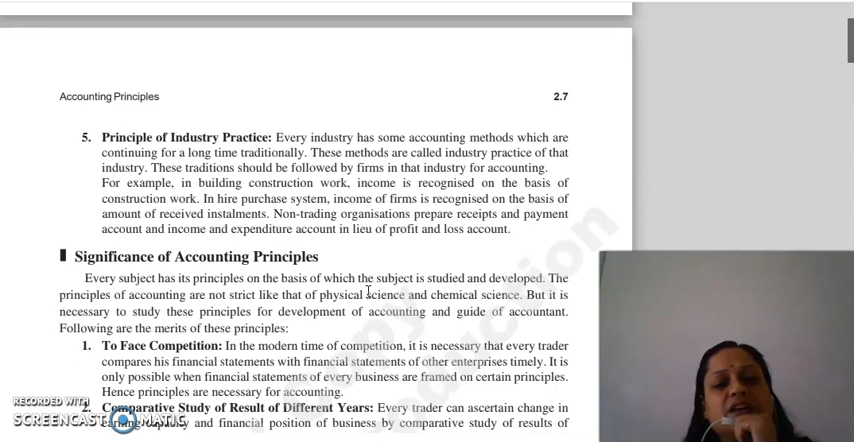 Accounting Principles 2.7
5. Principle of Industry Practice: Every industry has some accounting methods which are
continuing for a long time traditionally. These methods are called industry practice of that
industry. These traditions should be followed by firms in that industry for accounting.
For example, in building construction work, income is recognised on the basis of
construction work. In hire purchase system, income of firms is recognised on the basis of
amount of received instalments. Non-trading organisations prepare receipts and payment
account and income and expenditure account in lieu of profit and loss account.
Significance of Accounting Principles
Every subject has its principles on the basis of which the subject is studied and developed. The
principles of accounting are not strict like that of physical science and chemical science. But it is
necessary to study these principles for development of accounting and guide of accountant.
Following are the merits of these principles:
1. To Face Competition: In the modern time of competition, it is necessary that every trader
compares his financial statements with financial statements of other enterprises timely. It is
only possible when financial statements of every business are framed on certain principles.
Hence principles are necessary for accounting.
2. Comparative Study of Result of Different Years: Every trader can ascertain change in
and financial position of business by comparative study of results of
RECORDED WITH
SCREENCAST MATIC